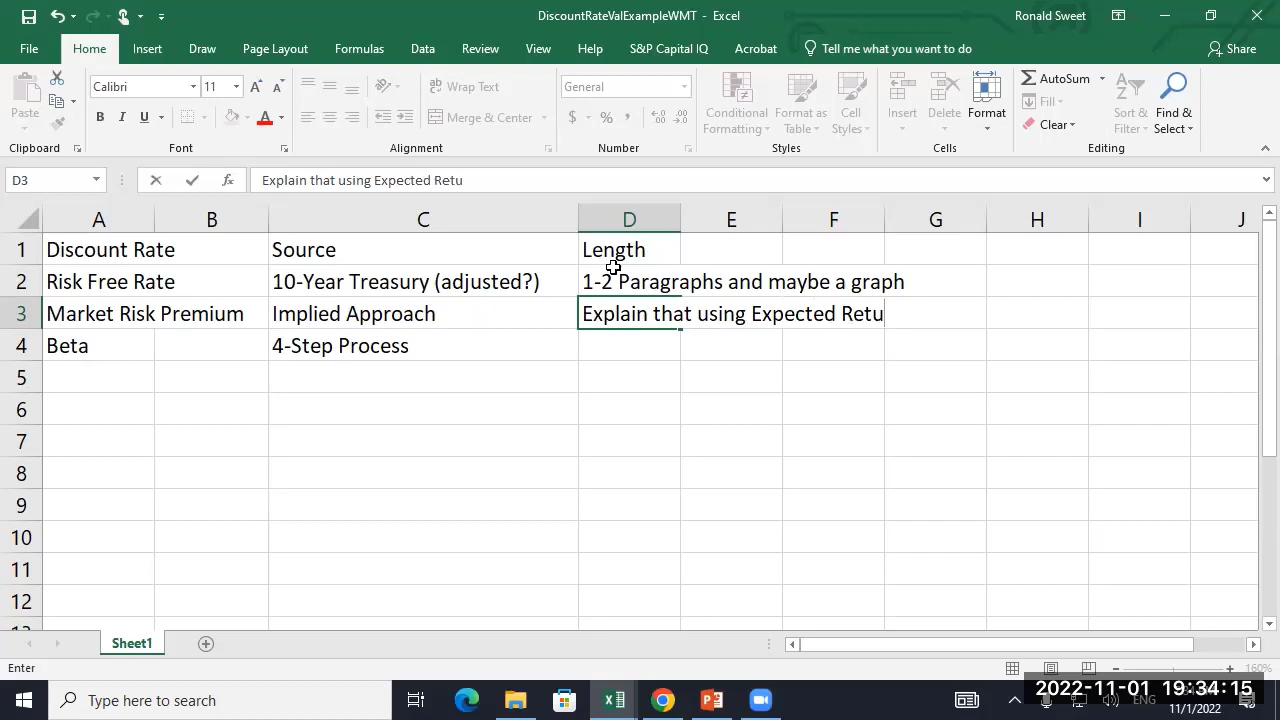 DiscountRateValExampleWMT - Excel
Ronald Sweet
File Home Insert Draw Page Layout Formulas Data Review View Help S&P Capital IQ Acrobat Tell me what you want to do Share
Paste
Clipboard
Calibri 11
B I U A
Font
Wrap Text
Merge & Center
Alignment
General
$ %
Number
Conditional Formatting
Format as Table
Cell Styles
Styles
Insert Delete Format
Cells
AutoSum
Fill
Clear
Sort & Filter
Find & Select
Editing
D3 fx Explain that using Expected Retu
A B C D E F G H I J
1 Discount Rate Source Length
2 Risk Free Rate 10-Year Treasury (adjusted?) 1-2 Paragraphs and maybe a graph
3 Market Risk Premium Implied Approach Explain that using Expected Retu
4 Beta 4-Step Process
5
6
7
8
9
10
11
12
Sheet1
Enter
160%
Type here to search
ENG
2022-11-01 19:34:15
11/1/2022